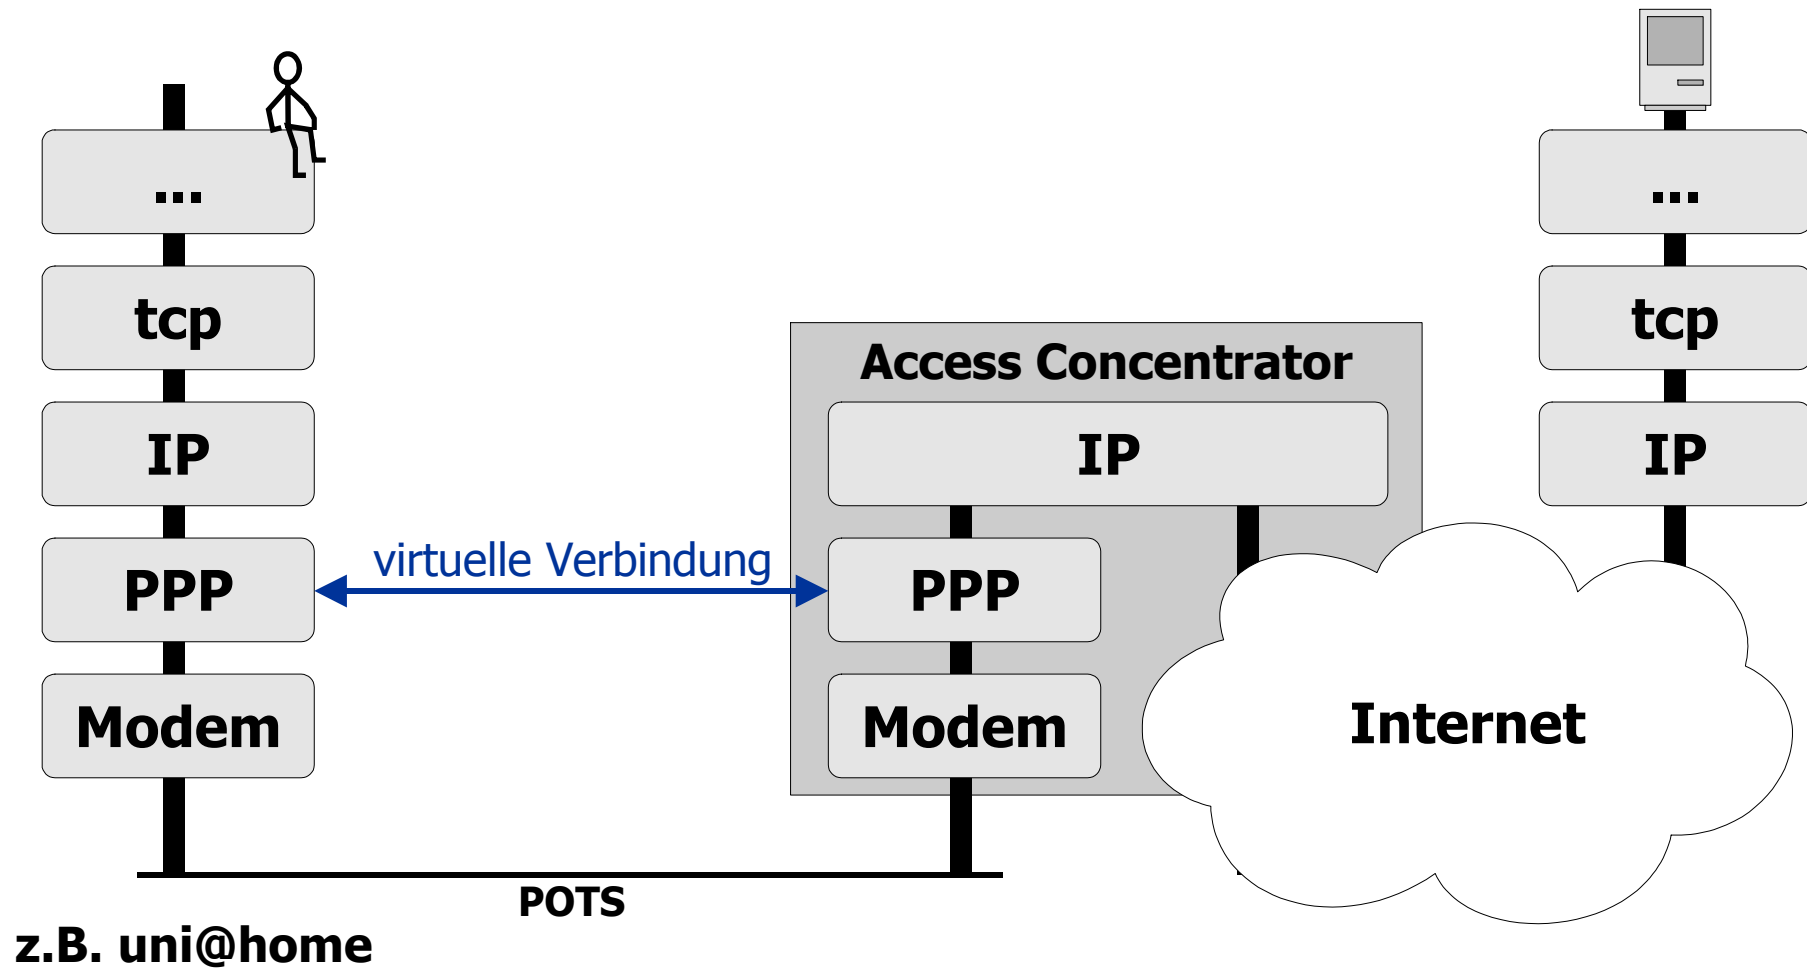 ...
tcp
IP
PPP
Modem
virtuelle Verbindung
Access Concentrator
IP
PPP
Modem
...
tcp
IP
Internet
POTS
z.B. uni@home